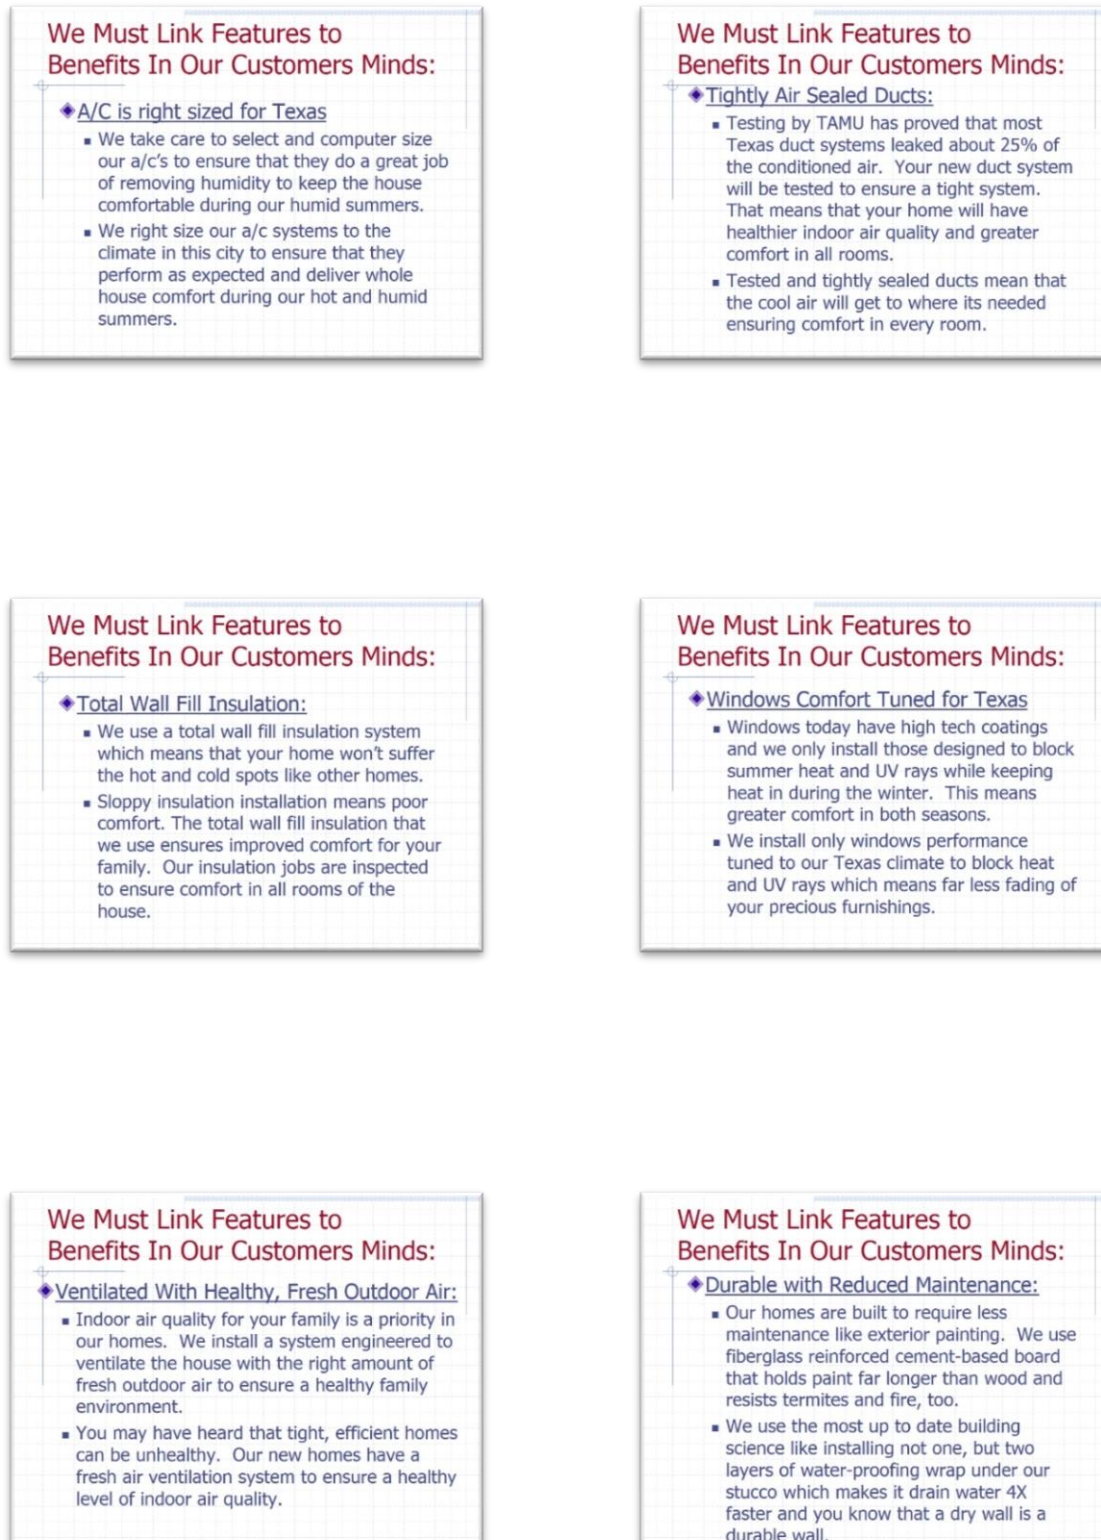 We Must Link Features to
Benefits In Our Customers Minds:
A/C is right sized for Texas
We take care to select and computer size
our a/c's to ensure that they do a great job
of removing humidity to keep the house
comfortable during our humid summers.
We right size our a/c systems to the
climate in this city to ensure that they
perform as expected and deliver whole
house comfort during our hot and humid
summers.
We Must Link Features to
Benefits In Our Customers Minds:
Tightly Air Sealed Ducts:
Testing by TAMU has proved that most
Texas duct systems leaked about 25% of
the conditioned air. Your new duct system
will be tested to ensure a tight system.
That means that your home will have
healthier indoor air quality and greater
comfort in all rooms.
Tested and tightly sealed ducts mean that
the cool air will get to where its needed
ensuring comfort in every room.
We Must Link Features to
Benefits In Our Customers Minds:
Total Wall Fill Insulation:
We use a total wall fill insulation system
which means that your home won't suffer
the hot and cold spots like other homes.
Sloppy insulation installation means poor
comfort. The total wall fill insulation that
we use ensures improved comfort for your
family. Our insulation jobs are inspected
to ensure comfort in all rooms of the
house.
We Must Link Features to
Benefits In Our Customers Minds:
Windows Comfort Tuned for Texas
Windows today have high tech coatings
and we only install those designed to block
summer heat and UV rays while keeping
heat in during the winter. This means
greater comfort in both seasons.
We install only windows performance
tuned to our Texas climate to block heat
and UV rays which means far less fading of
your precious furnishings.
We Must Link Features to
Benefits In Our Customers Minds:
Ventilated With Healthy, Fresh Outdoor Air:
Indoor air quality for your family is a priority in
our homes. We install a system engineered to
ventilate the house with the right amount of
fresh outdoor air to ensure a healthy family
environment.
You may have heard that tight, efficient homes
can be unhealthy. Our new homes have a
fresh air ventilation system to ensure a healthy
level of indoor air quality.
We Must Link Features to
Benefits In Our Customers Minds:
Durable with Reduced Maintenance:
Our homes are built to require less
maintenance like exterior painting. We use
fiberglass reinforced cement-based board
that holds paint far longer than wood and
resists termites and fire, too.
We use the most up to date building
science like installing not one, but two
layers of water-proofing wrap under our
stucco which makes it drain water 4X
faster and you know that a dry wall is a
durable wall.